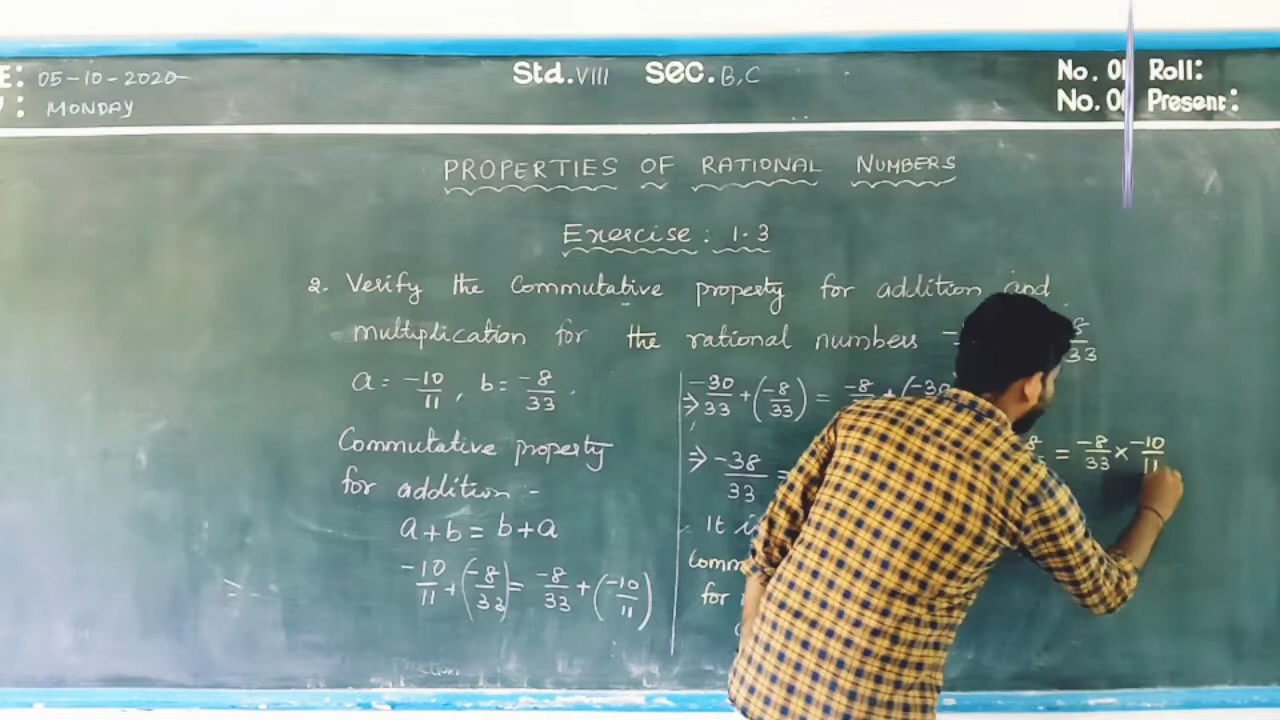 E: 05-10-2020 Std. VIII Sec. B, C No. 0 Roll:
: MONDAY No. 0 Present:
PROPERTIES OF RATIONAL NUMBERS
Exercise: 1.3
2. Verify the Commutative property for addition and
multiplication for the rational numbers
a = -10/11, b = -8/33.
Commutative property
for addition -
a+b = b+a
-10/11 + (-8/33) = -8/33 + (-10/11)
⇒ -30/33 + (-8/33) = -8/ + (-30
⇒ -38/33 =
It
for
= -8/33 × -10/11